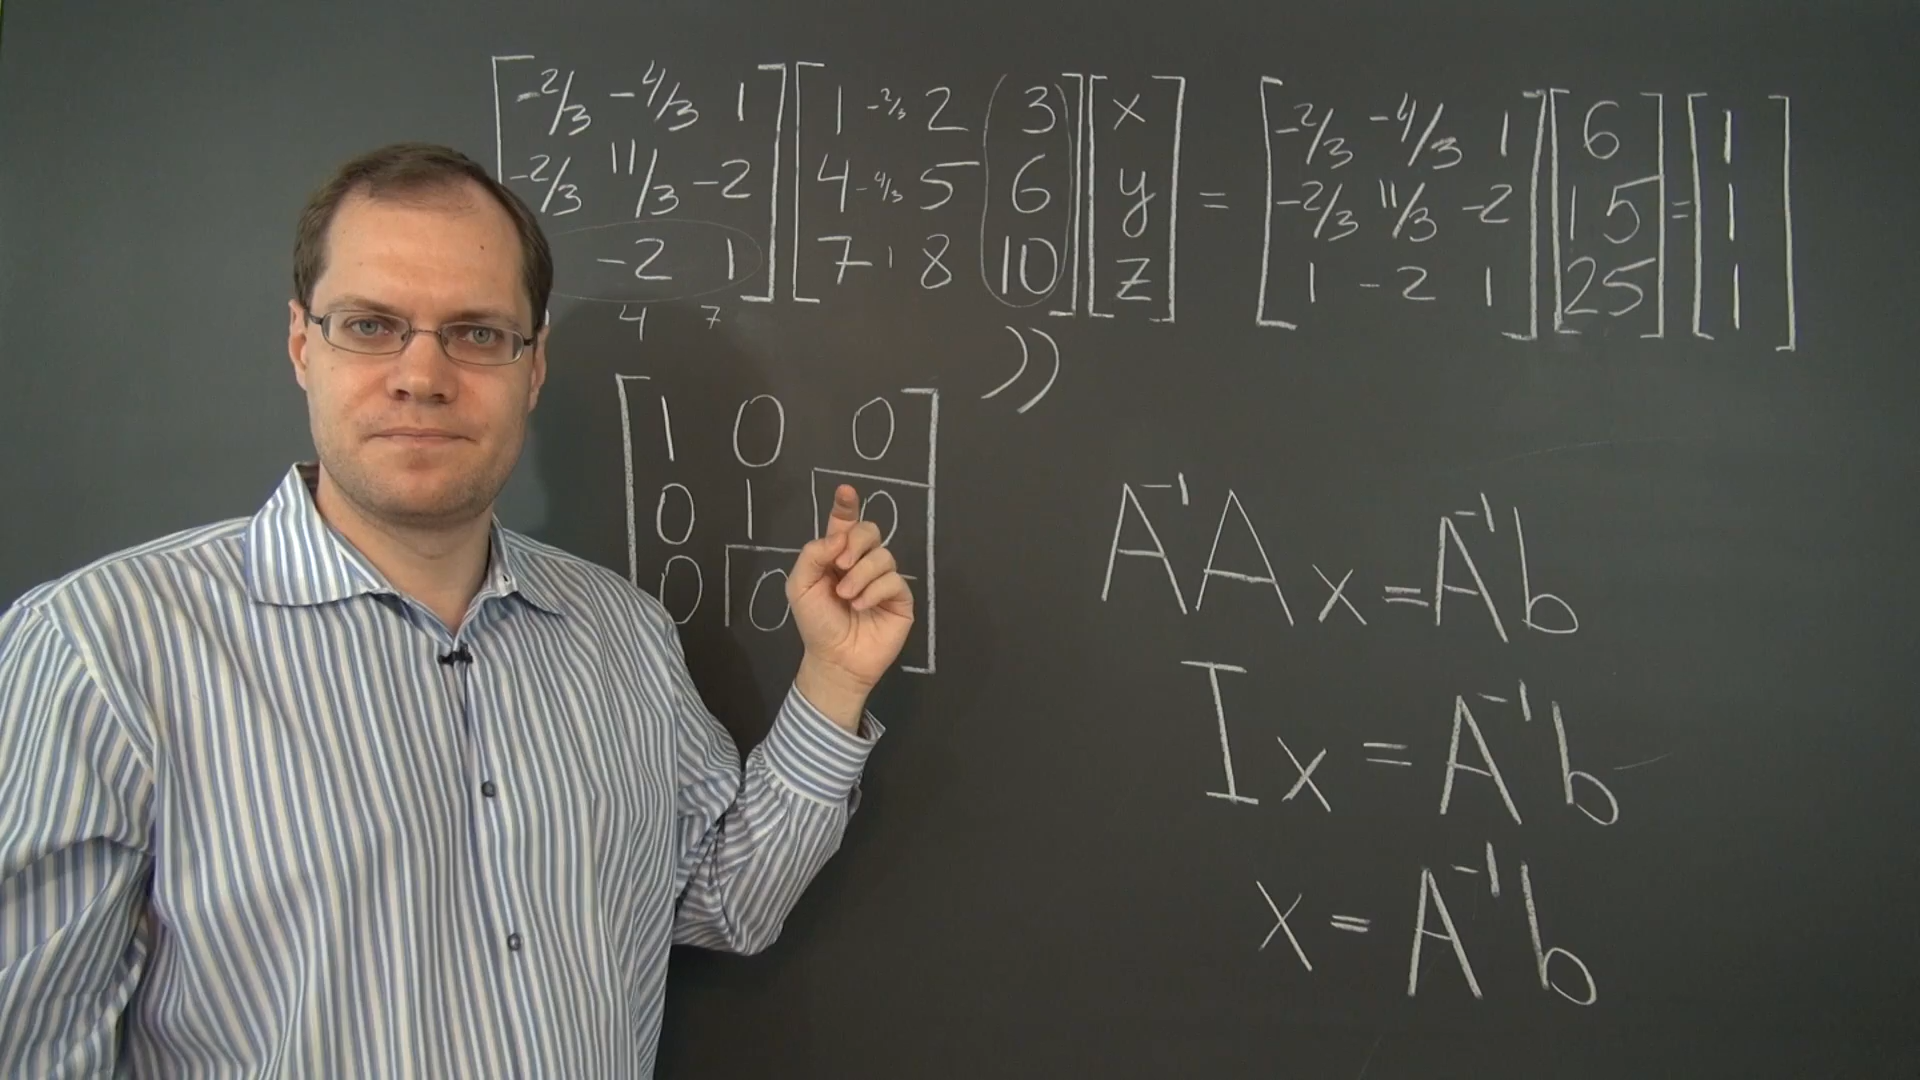 -2/3 -4/3 1 1 -2/3 2 3 x = -2/3 -4/3 1 6 = 1
-2/3 11/3 -2 4 -4/3 5 6 y -2/3 11/3 -2 15 1
-2 1 7 1 8 10 z 1 -2 1 25 1
4 7
))
1 0 0
0 1 0
0 0
A⁻¹Ax = A⁻¹b
Ix = A⁻¹b
x = A⁻¹b